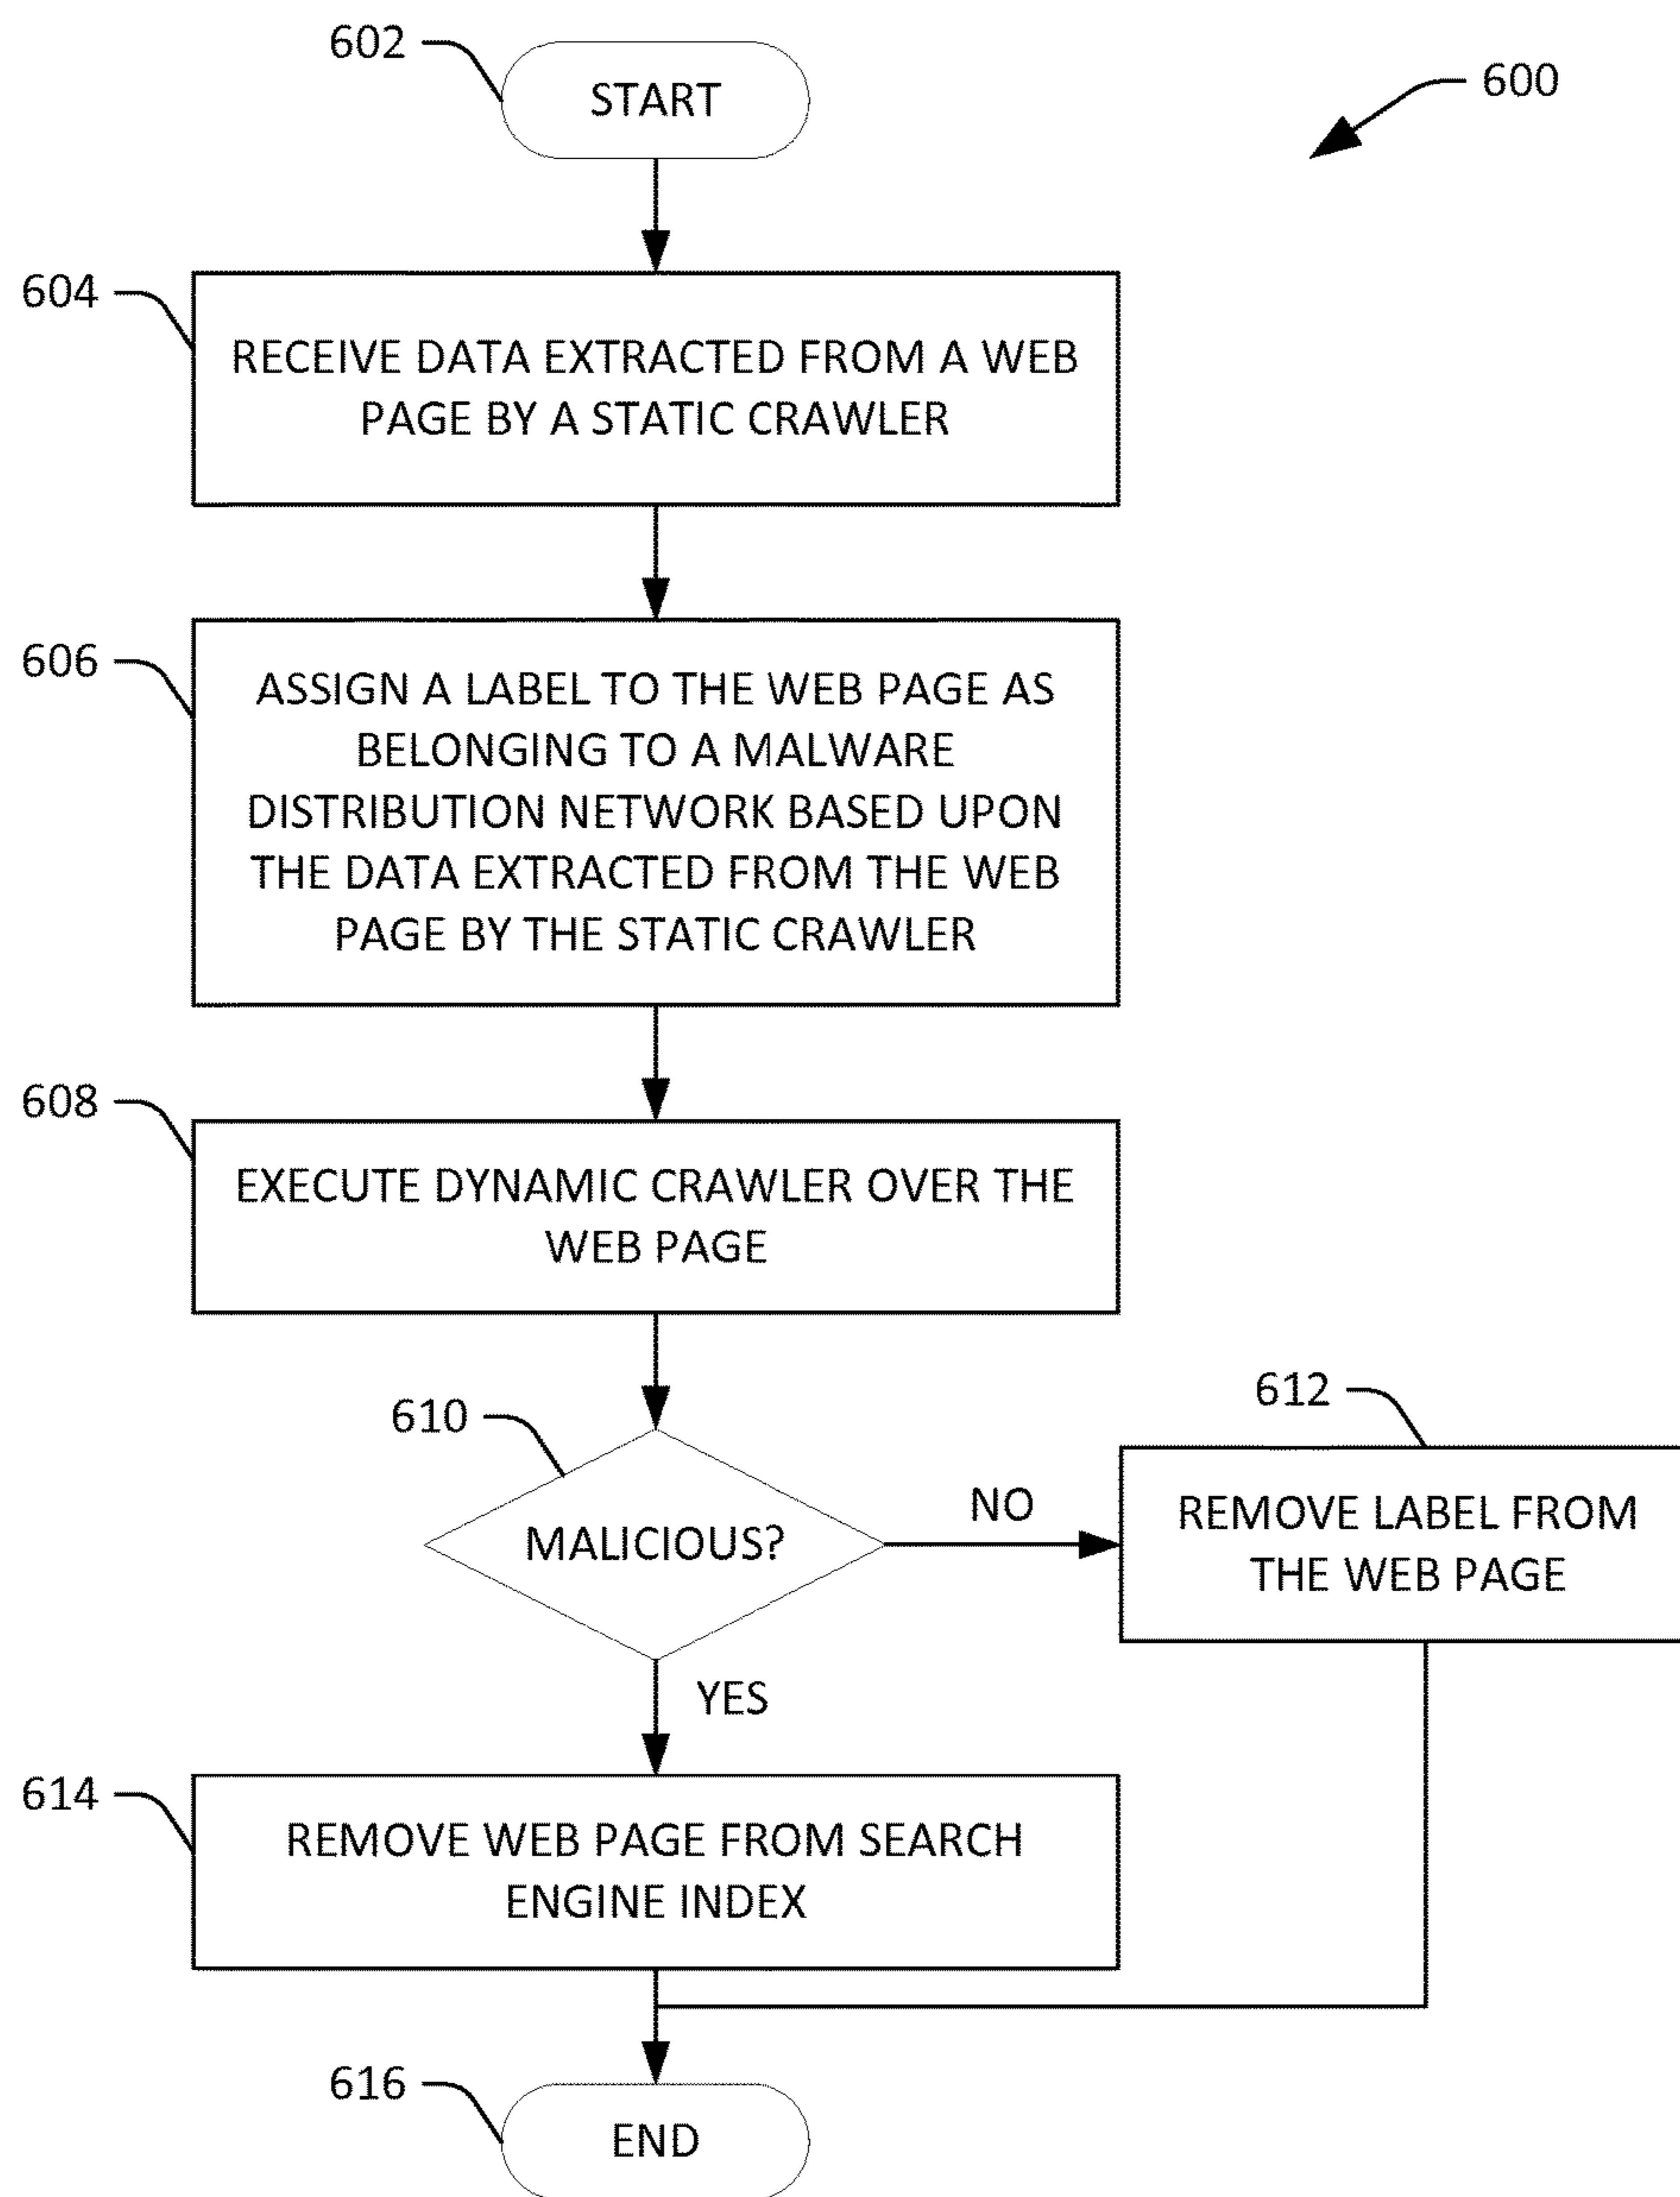 602
START
600
604
RECEIVE DATA EXTRACTED FROM A WEB
PAGE BY A STATIC CRAWLER
606
ASSIGN A LABEL TO THE WEB PAGE AS
BELONGING TO A MALWARE
DISTRIBUTION NETWORK BASED UPON
THE DATA EXTRACTED FROM THE WEB
PAGE BY THE STATIC CRAWLER
608
EXECUTE DYNAMIC CRAWLER OVER THE
WEB PAGE
610
MALICIOUS?
NO
612
REMOVE LABEL FROM
THE WEB PAGE
YES
614
REMOVE WEB PAGE FROM SEARCH
ENGINE INDEX
616
END